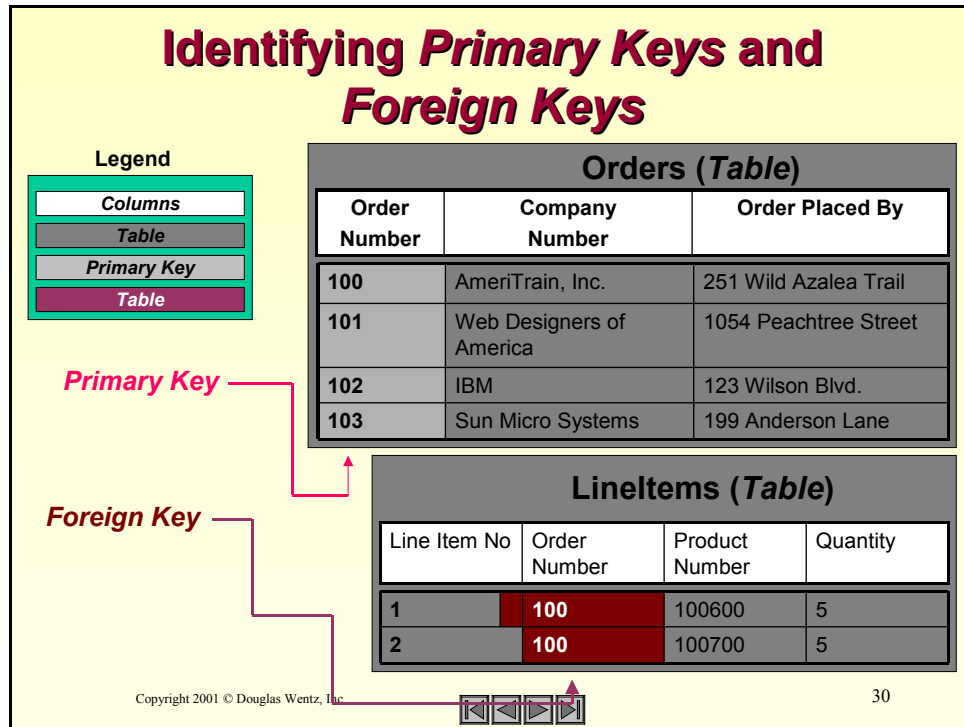 Identifying Primary Keys and
Foreign Keys
Legend
Columns
Table
Primary Key
Table
Orders (Table)
Order Number
Company Number
Order Placed By
100 AmeriTrain, Inc. 251 Wild Azalea Trail
101 Web Designers of America 1054 Peachtree Street
102 IBM 123 Wilson Blvd.
103 Sun Micro Systems 199 Anderson Lane
Primary Key
Foreign Key
LineItems (Table)
Line Item No
Order Number
Product Number
Quantity
1 100 100600 5
2 100 100700 5
Copyright 2001 © Douglas Wentz, Inc
30